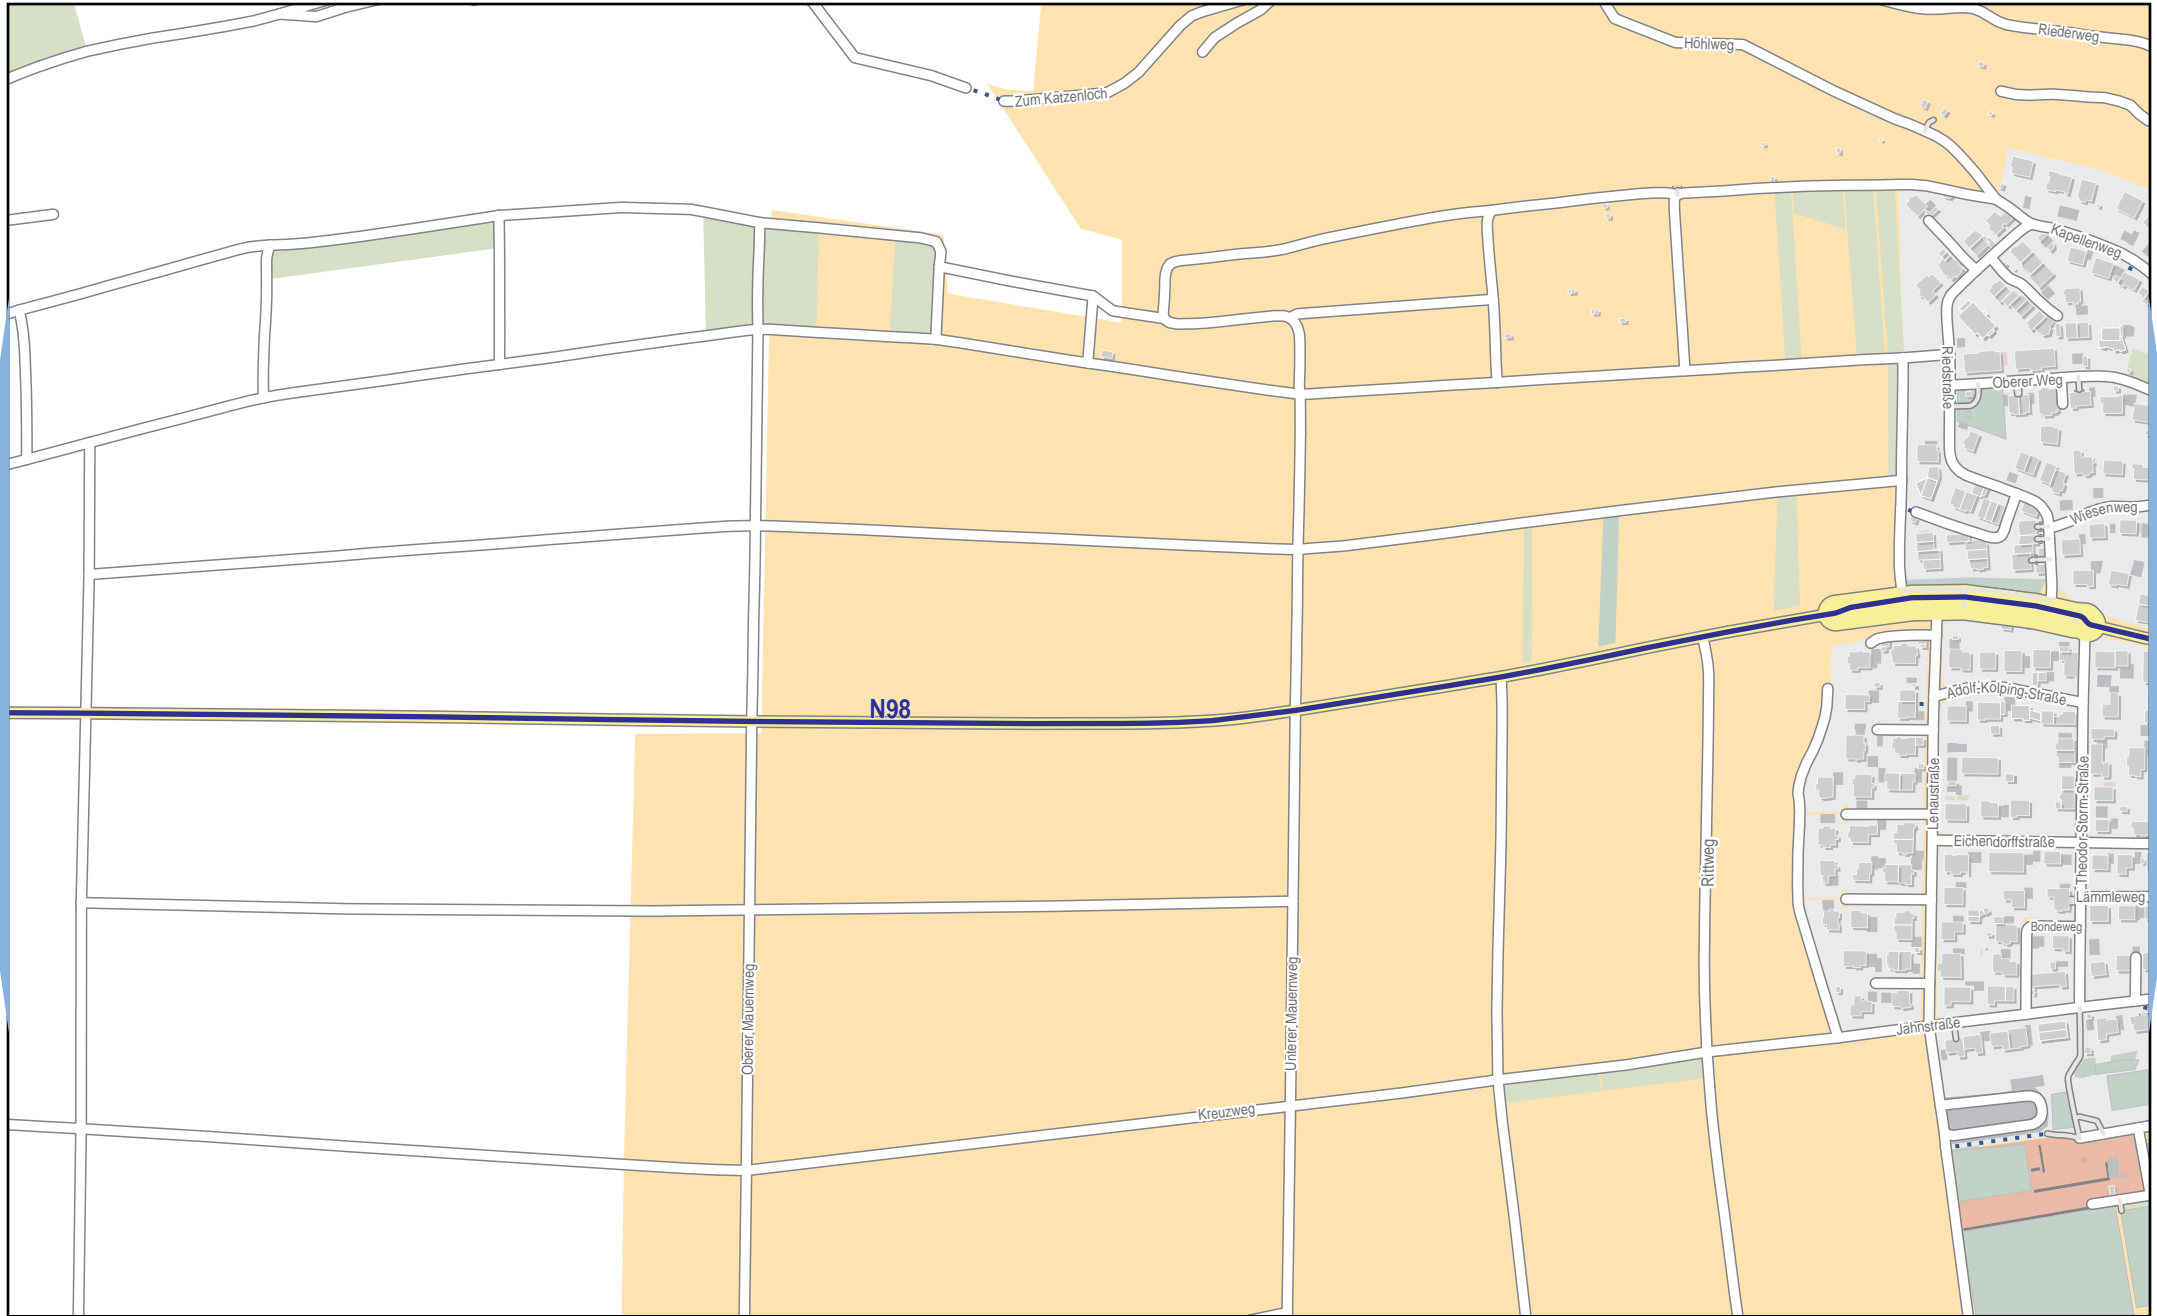 Riederweg
Höhlweg
Zum Katzenloch
Kapellenweg
Riedstraße
Oberer Weg
Wiesenweg
Adolf-Kolping-Straße
N98
Lenaustraße
Theodor-Storm-Straße
Eichendorffstraße
Rittweg
Lämmleweg
Bondeweg
Oberer Mauernweg
Unterer Mauernweg
Jahnstraße
Kreuzweg